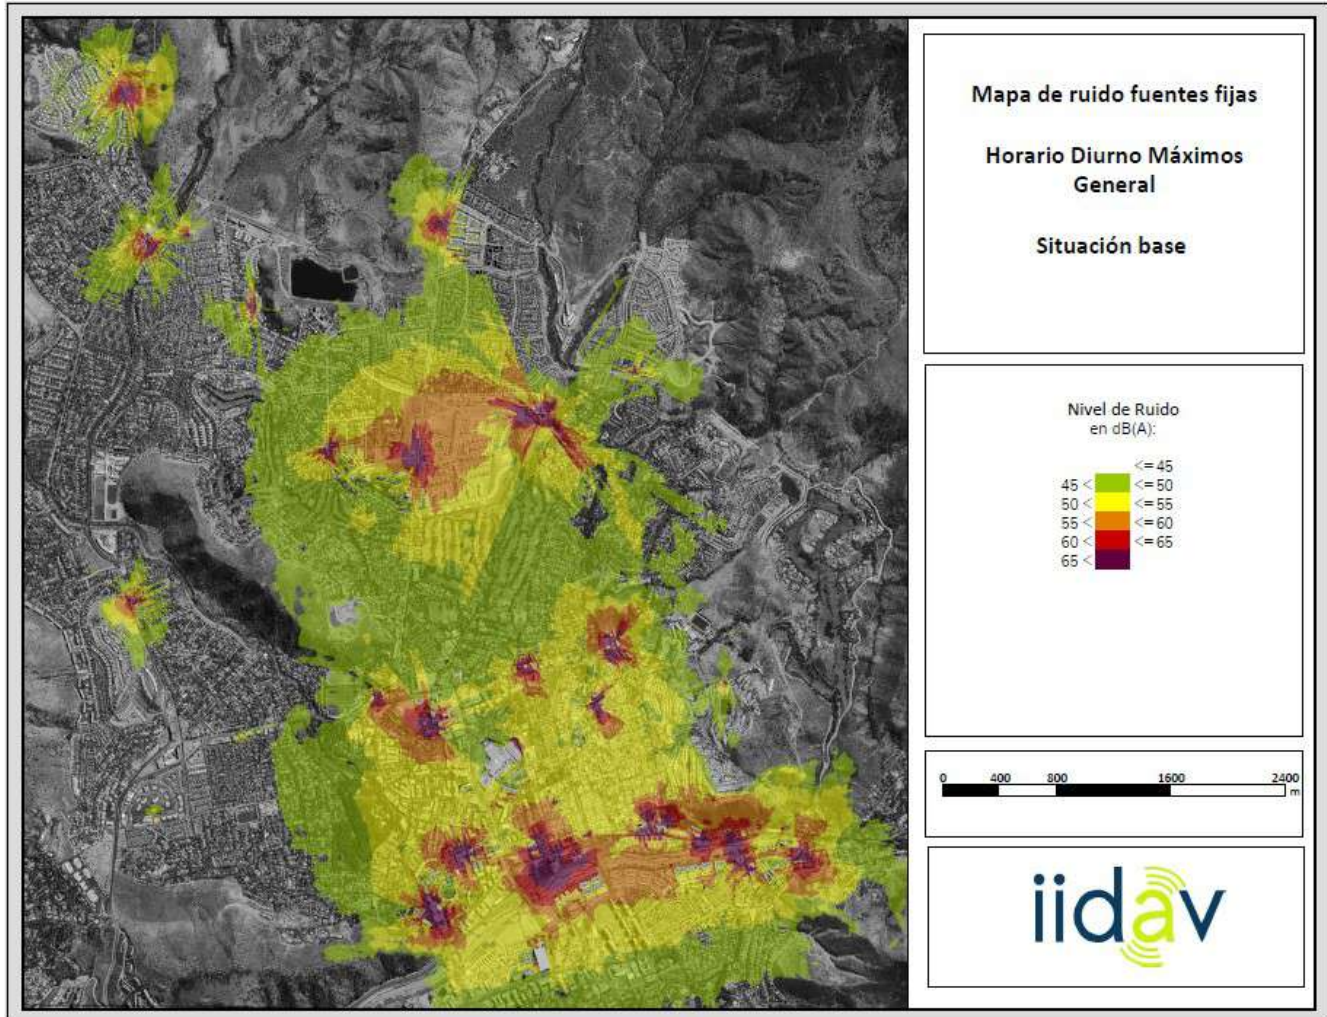 Mapa de ruido fuentes fijas
Horario Diurno Máximos
General
Situación base
Nivel de Ruido
en dB(A):
<= 45
45 < <= 50
50 < <= 55
55 < <= 60
60 < <= 65
65 <
0 400 800 1600 2400
m
iidav